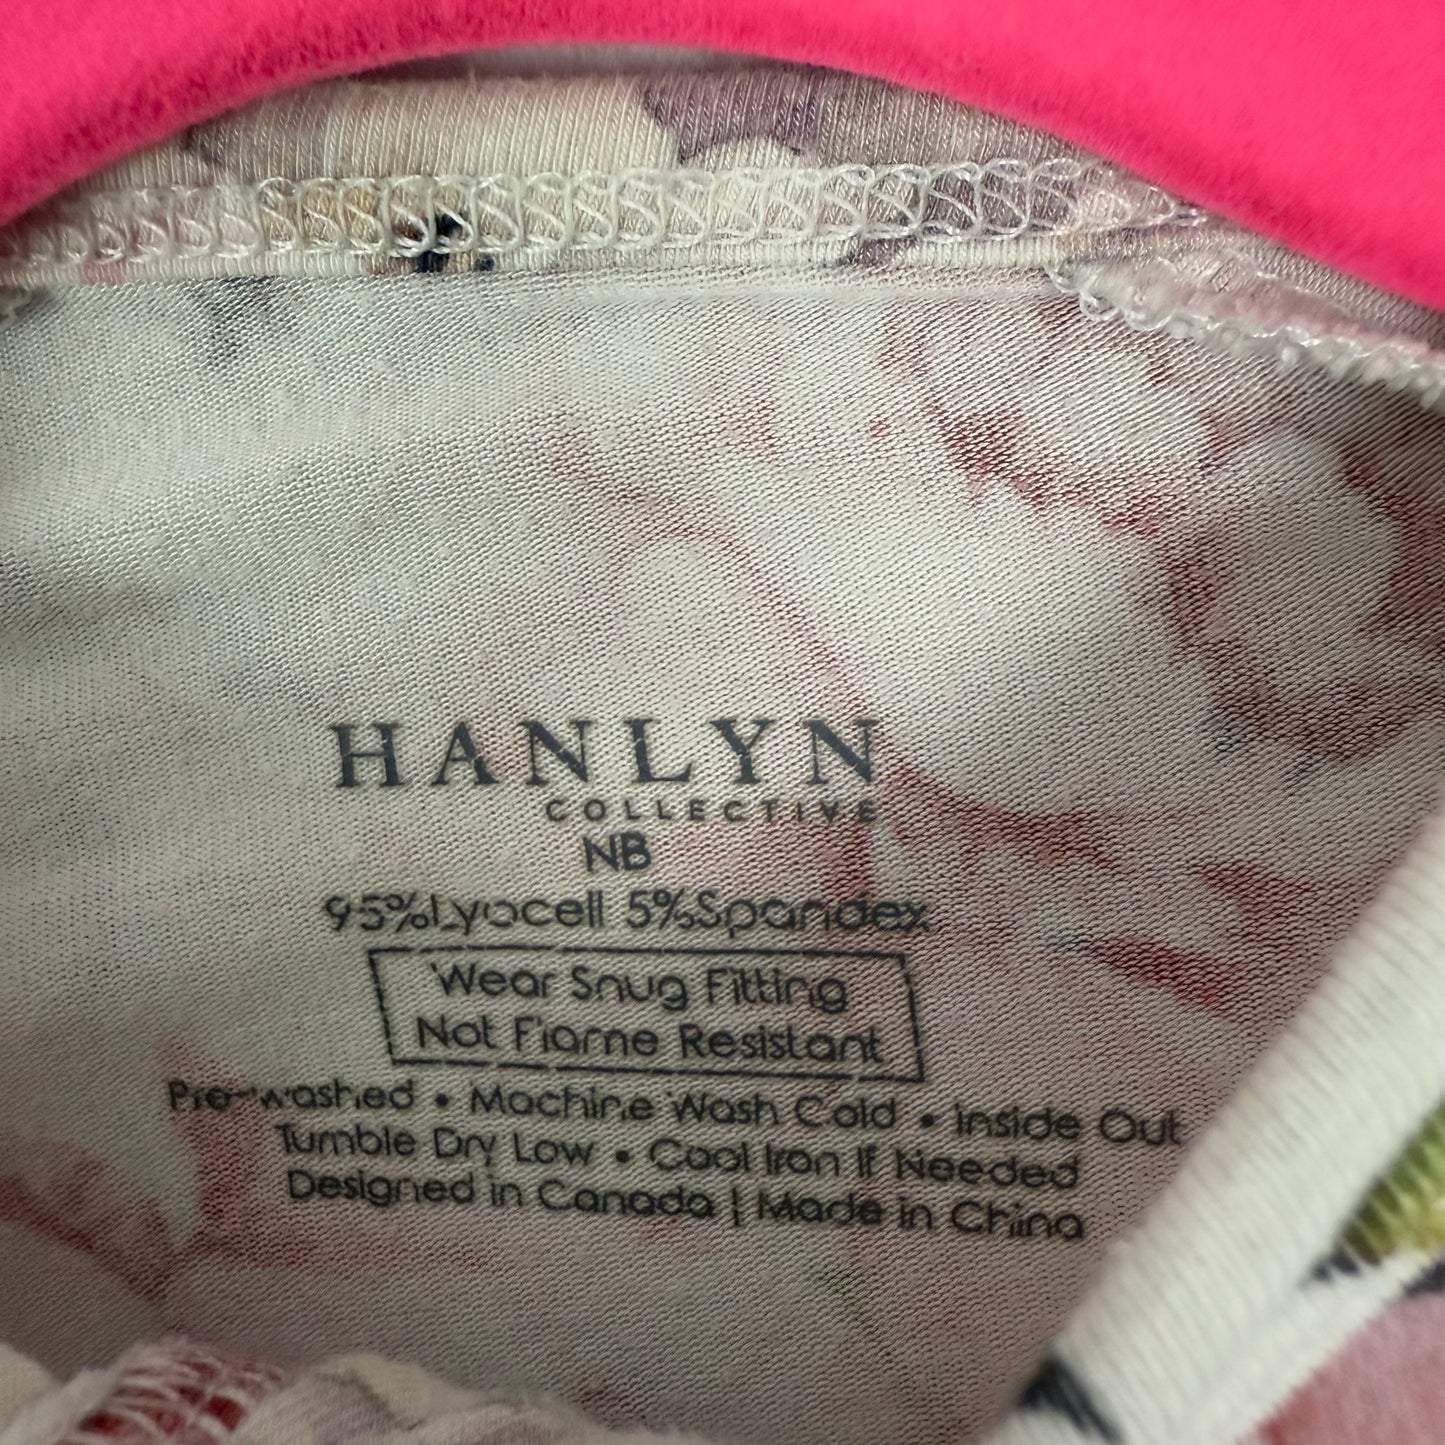 HANLYN
COLLECTIVE
NB
95%Lyocell 5%Spandex
Wear Snug Fitting
Not Flame Resistant
Pre-washed • Machine Wash Cold • Inside Out
Tumble Dry Low • Cool Iron If Needed
Designed in Canada | Made in China